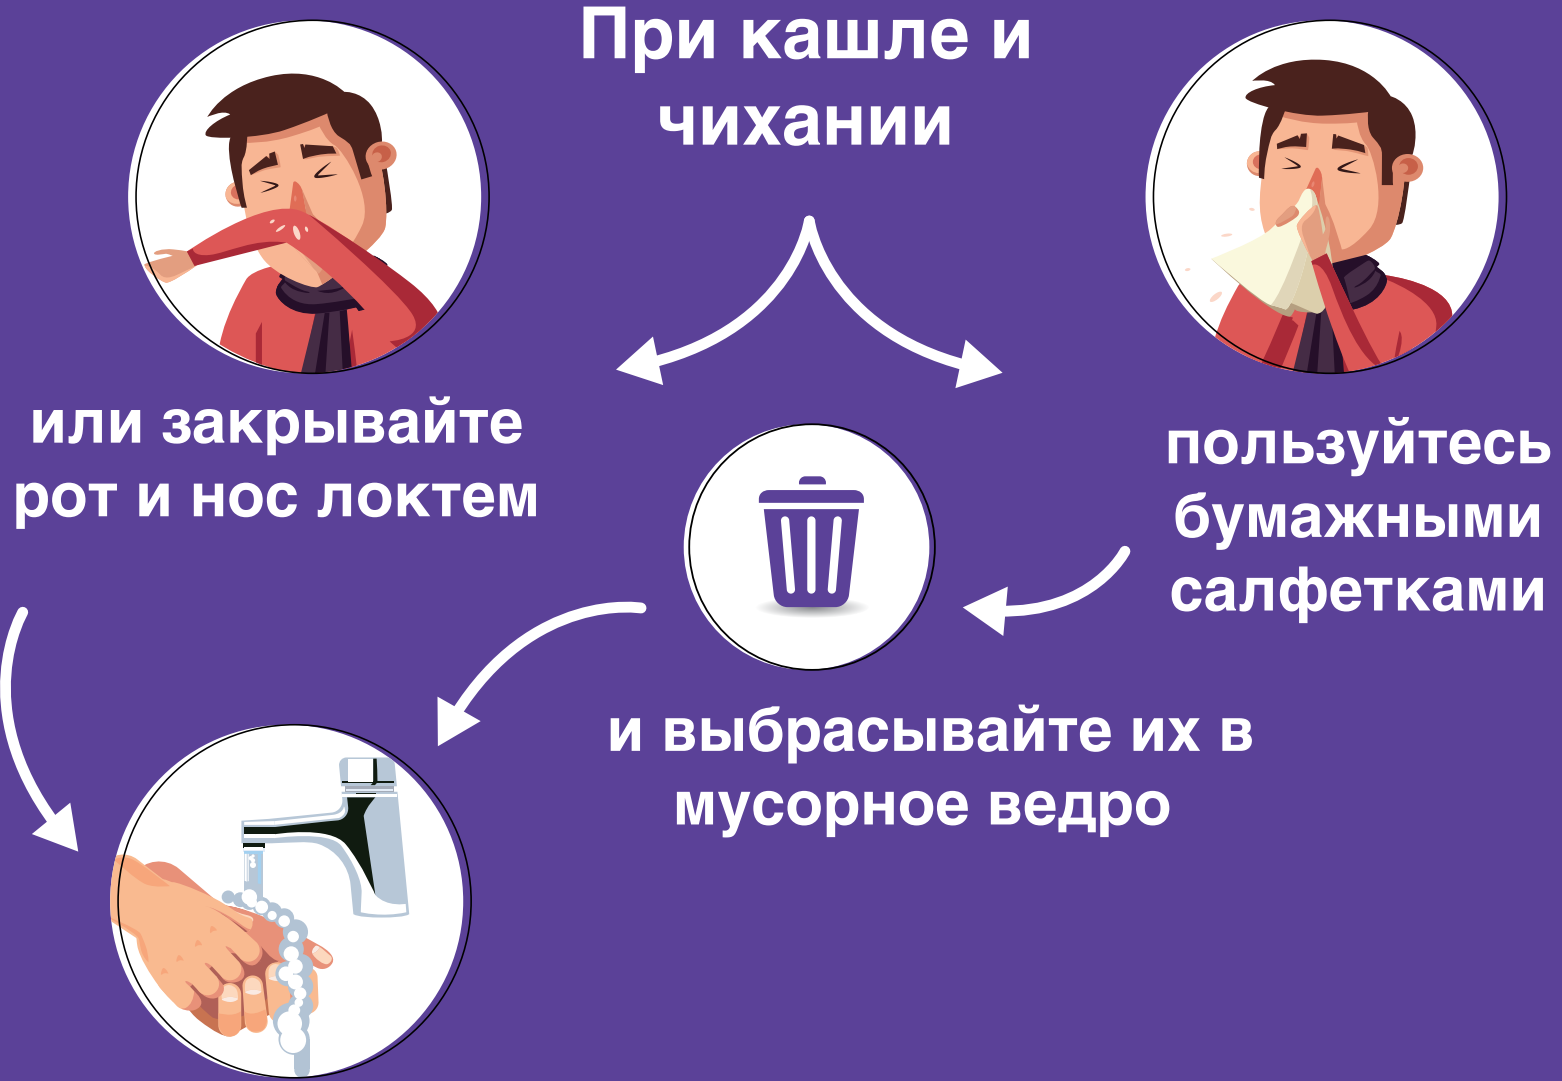 При кашле и
чихании
или закрывайте
рот и нос локтем
пользуйтесь
бумажными
салфетками
и выбрасывайте их в
мусорное ведро